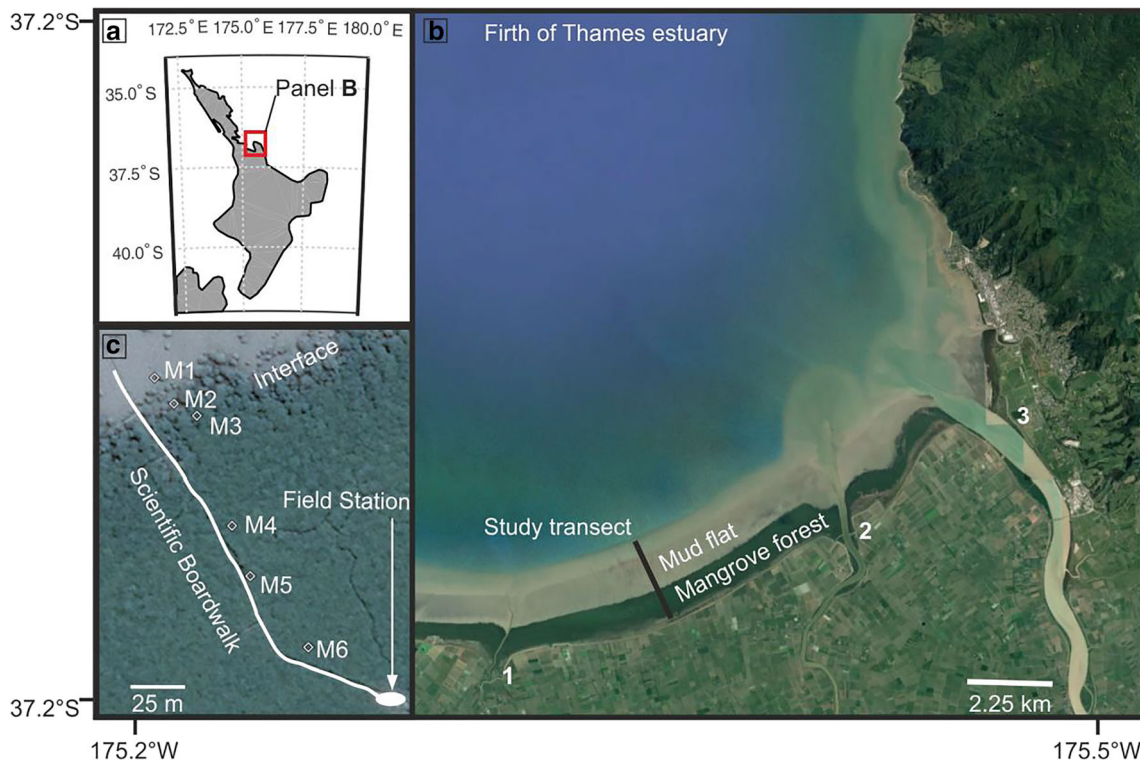 37.2°S
a
172.5°E 175.0°E 177.5°E 180.0°E
35.0°S
37.5°S
40.0°S
Panel B
b
Firth of Thames estuary
Study transect
Mud flat
Mangrove forest
1
2
3
2.25 km
c
M1
M2
M3
Interface
M4
M5
M6
Scientific Boardwalk
Field Station
25 m
37.2°S
175.2°W
175.5°W